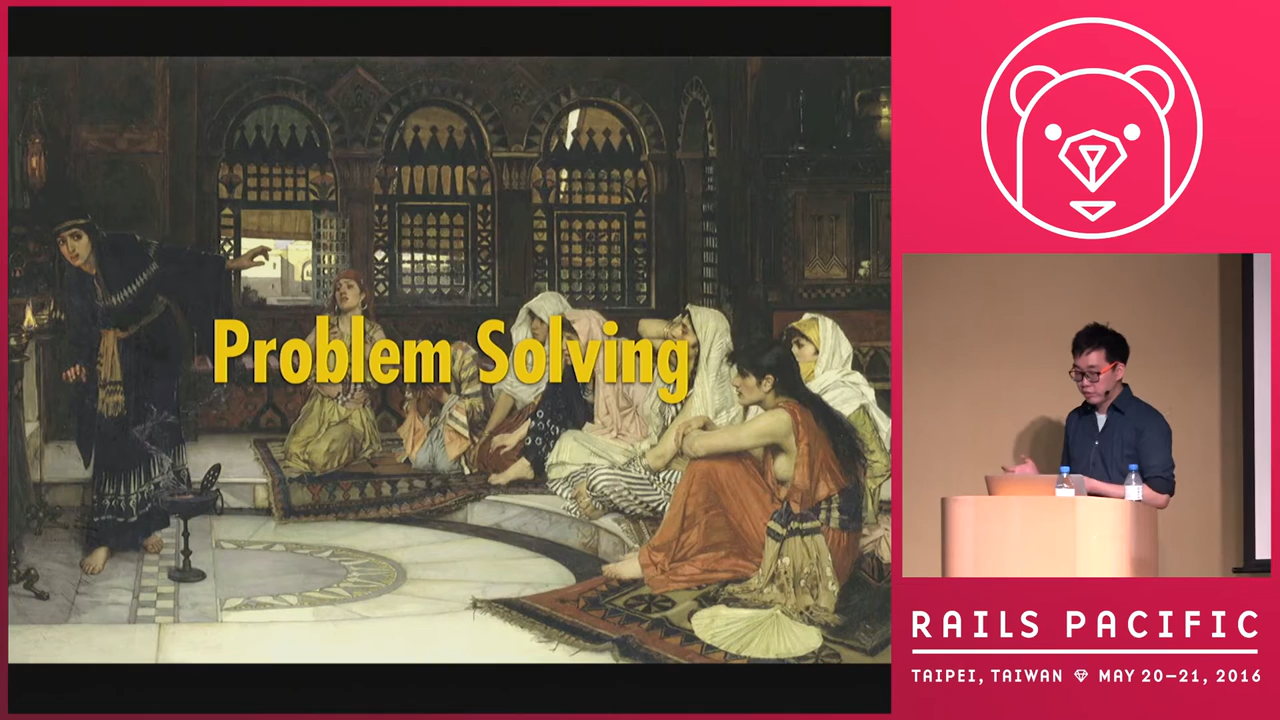 Problem Solving
RAILS PACIFIC
TAIPEI, TAIWAN MAY 20–21, 2016